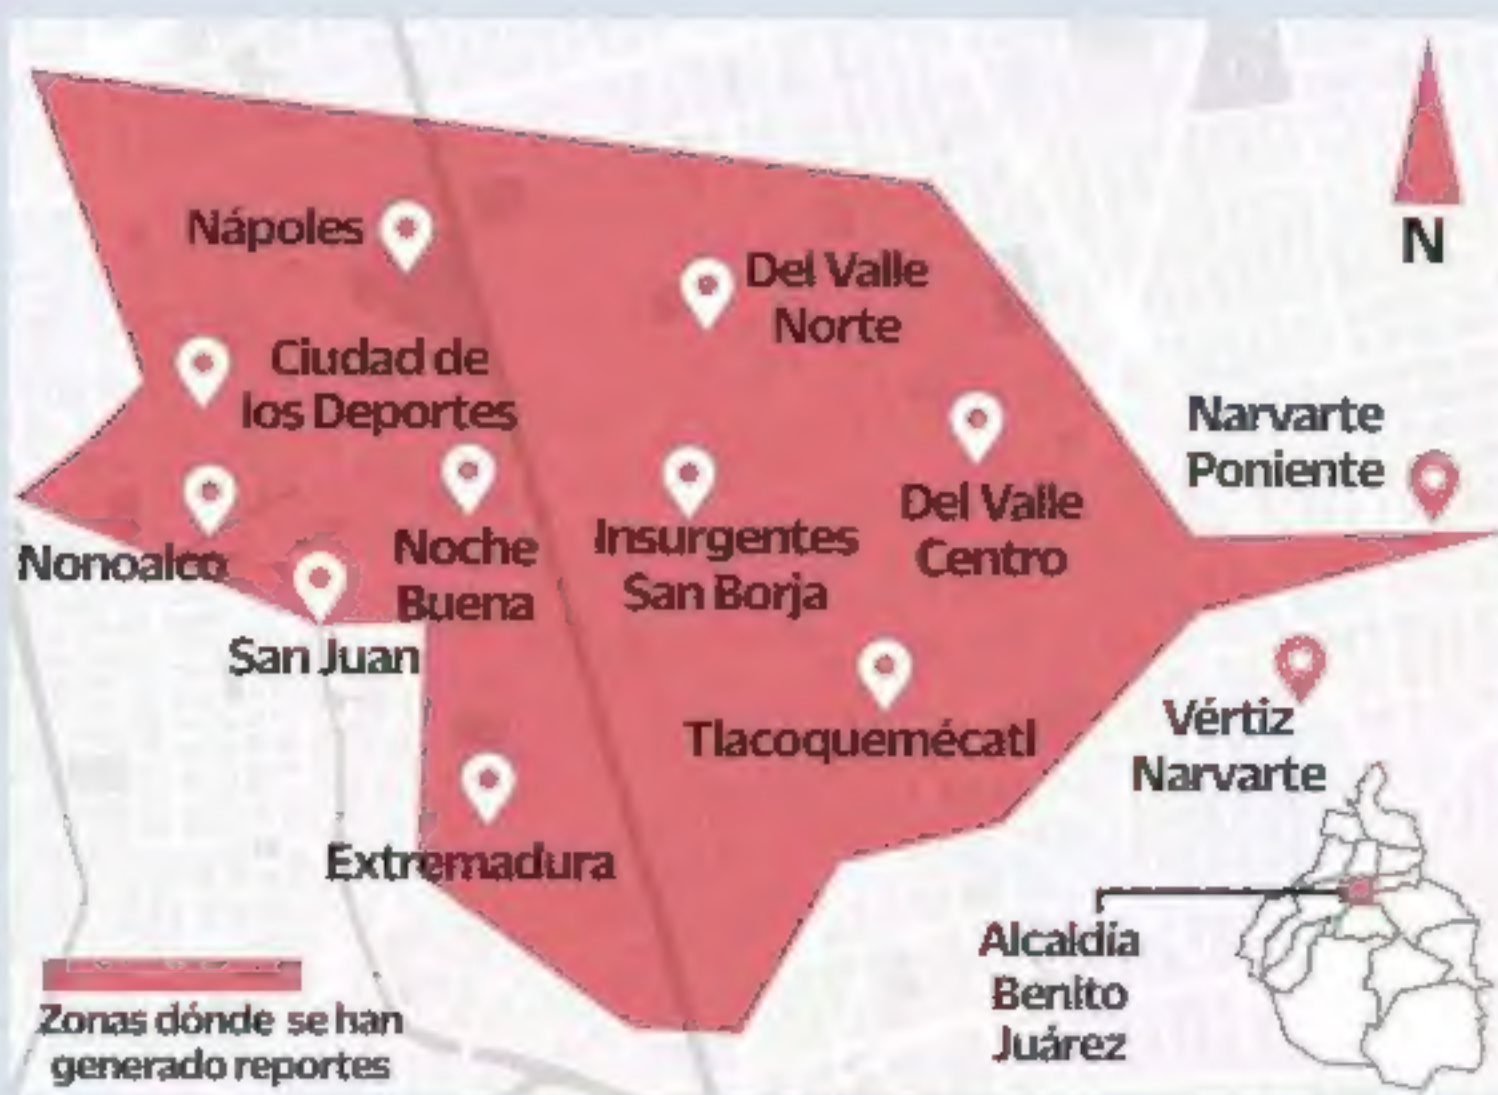 N
Nápoles
Del Valle
Norte
Ciudad de
los Deportes
Narvarte
Poniente
Del Valle
Centro
Noche
Buena
Insurgentes
San Borja
Nonoalco
San Juan
Tlacoquemécatl
Vértiz
Narvarte
Extremadura
Alcaldía
Benito
Juárez
Zonas dónde se han
generado reportes